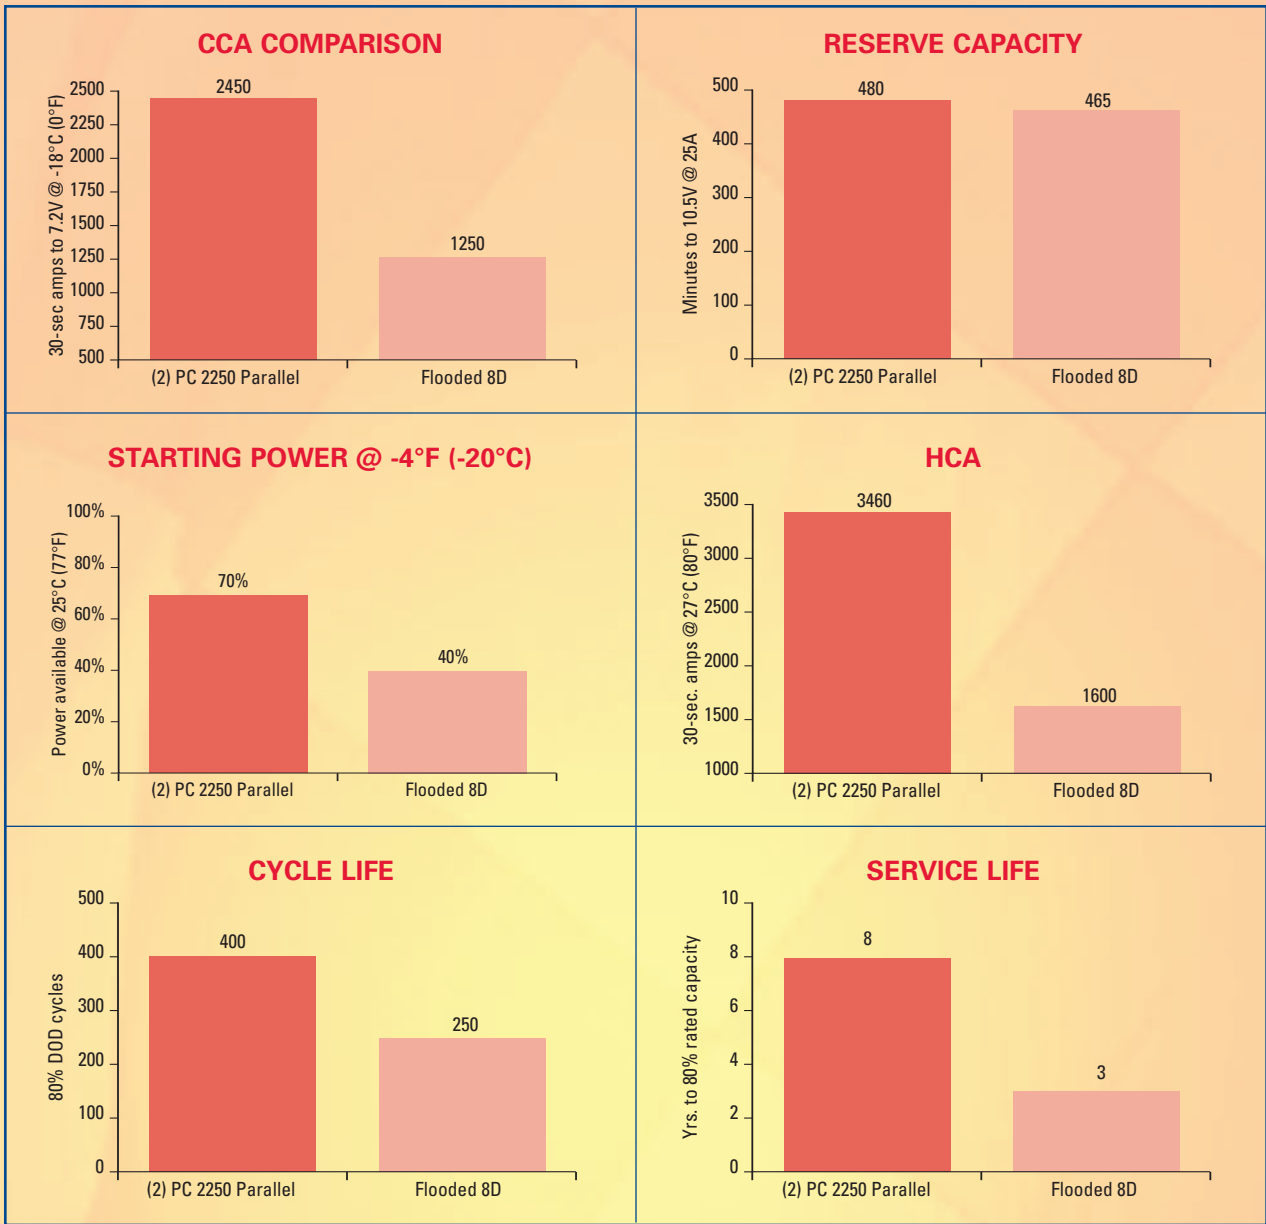 CCA COMPARISON
30-sec amps to 7.2V @ -18°C (0°F)
2500
2250
2000
1750
1500
1250
1000
750
500
2450
1250
(2) PC 2250 Parallel
Flooded 8D
RESERVE CAPACITY
Minutes to 10.5V @ 25A
500
400
300
200
100
0
480
465
(2) PC 2250 Parallel
Flooded 8D
STARTING POWER @ -4°F (-20°C)
Power available @ 25°C (77°F)
100%
80%
60%
40%
20%
0%
70%
40%
(2) PC 2250 Parallel
Flooded 8D
HCA
30-sec. amps @ 27°C (80°F)
3500
3000
2500
2000
1500
1000
3460
1600
(2) PC 2250 Parallel
Flooded 8D
CYCLE LIFE
80% DOD cycles
500
400
300
200
100
0
400
250
(2) PC 2250 Parallel
Flooded 8D
SERVICE LIFE
Yrs. to 80% rated capacity
10
8
6
4
2
0
8
3
(2) PC 2250 Parallel
Flooded 8D